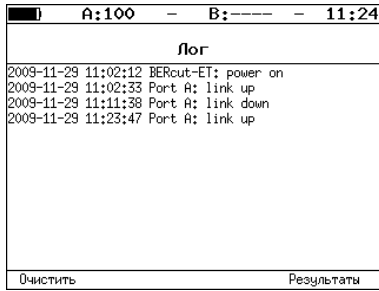 A:100 – B:---- – 11:24
Лог
2009-11-29 11:02:12 BERcut-ET: power on
2009-11-29 11:02:33 Port A: link up
2009-11-29 11:11:38 Port A: link down
2009-11-29 11:23:47 Port A: link up
Очистить Результаты